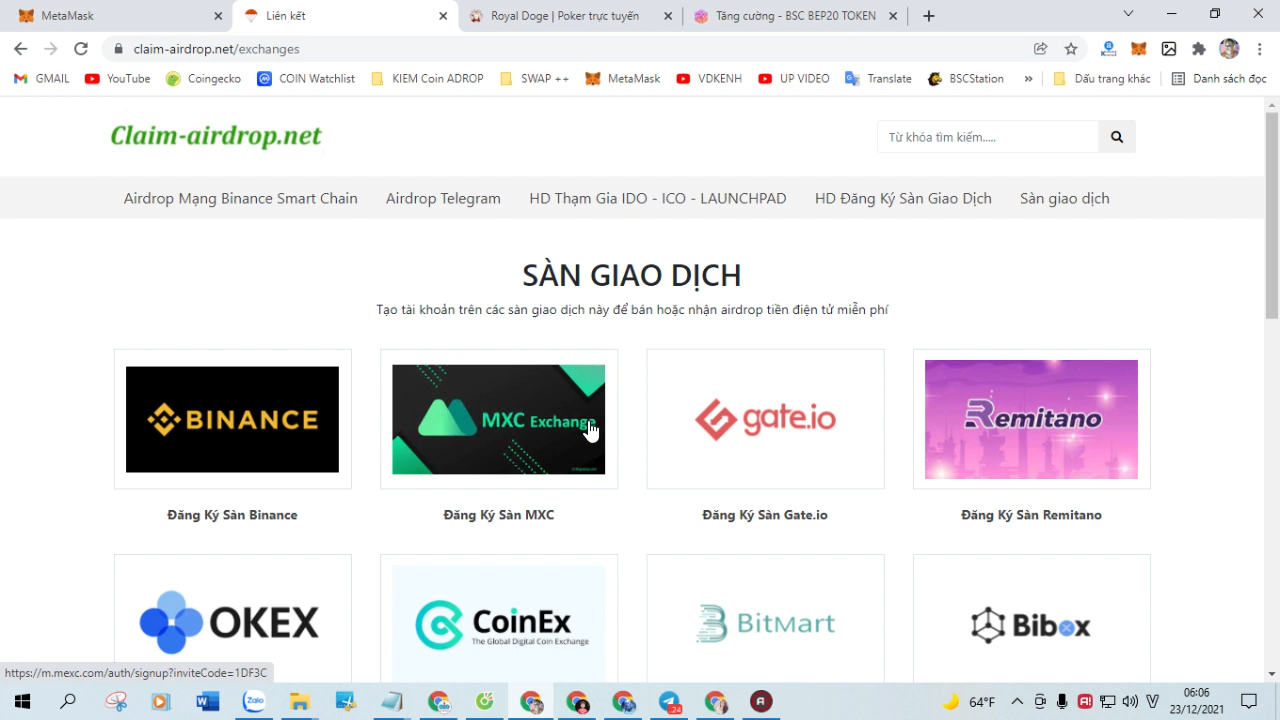 MetaMask
Liên kết
Royal Doge | Poker trực tuyến
Tăng cường - BSC BEP20 TOKEN
claim-airdrop.net/exchanges
GMAIL
YouTube
Coingecko
COIN Watchlist
KIEM Coin ADROP
SWAP ++
MetaMask
VDKENH
UP VIDEO
Translate
BSCStation
»
Dấu trang khác
Danh sách đọc
Claim-airdrop.net
Từ khóa tìm kiếm.....
Airdrop Mạng Binance Smart Chain
Airdrop Telegram
HD Thạm Gia IDO - ICO - LAUNCHPAD
HD Đăng Ký Sàn Giao Dịch
Sàn giao dịch
SÀN GIAO DỊCH
Tạo tài khoản trên các sàn giao dịch này để bán hoặc nhận airdrop tiền điện tử miễn phí
BINANCE
MXC Exchange
gate.io
Remitano
Đăng Ký Sàn Binance
Đăng Ký Sàn MXC
Đăng Ký Sàn Gate.io
Đăng Ký Sàn Remitano
OKEX
CoinEx
The Global Digital Coin Exchange
BitMart
Bibox
https://m.mexc.com/auth/signup?inviteCode=1DF3C
Zalo
24
64°F
06:06
23/12/2021